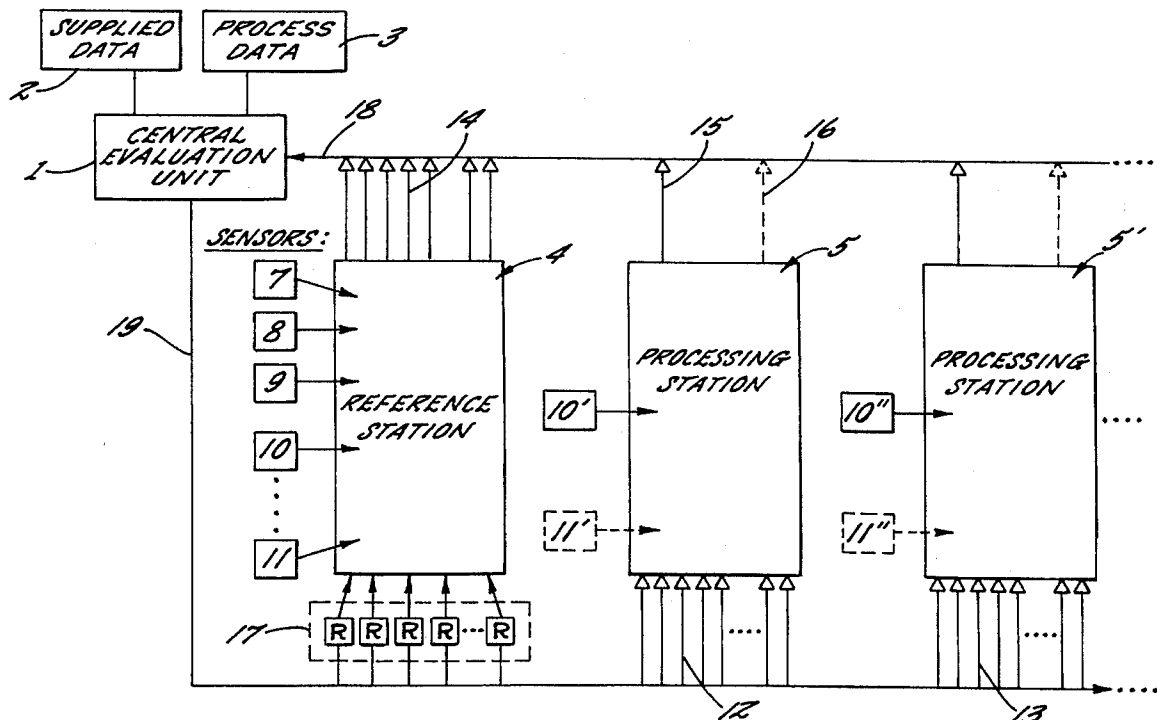 SUPPLIED
DATA
2
PROCESS
DATA
3
CENTRAL
EVALUATION
UNIT
1
18
14
15
16
SENSORS:
7
8
9
10
11
4
REFERENCE
STATION
5
PROCESSING
STATION
10'
11'
5'
PROCESSING
STATION
10"
11"
19
17
R R R R R
12
13